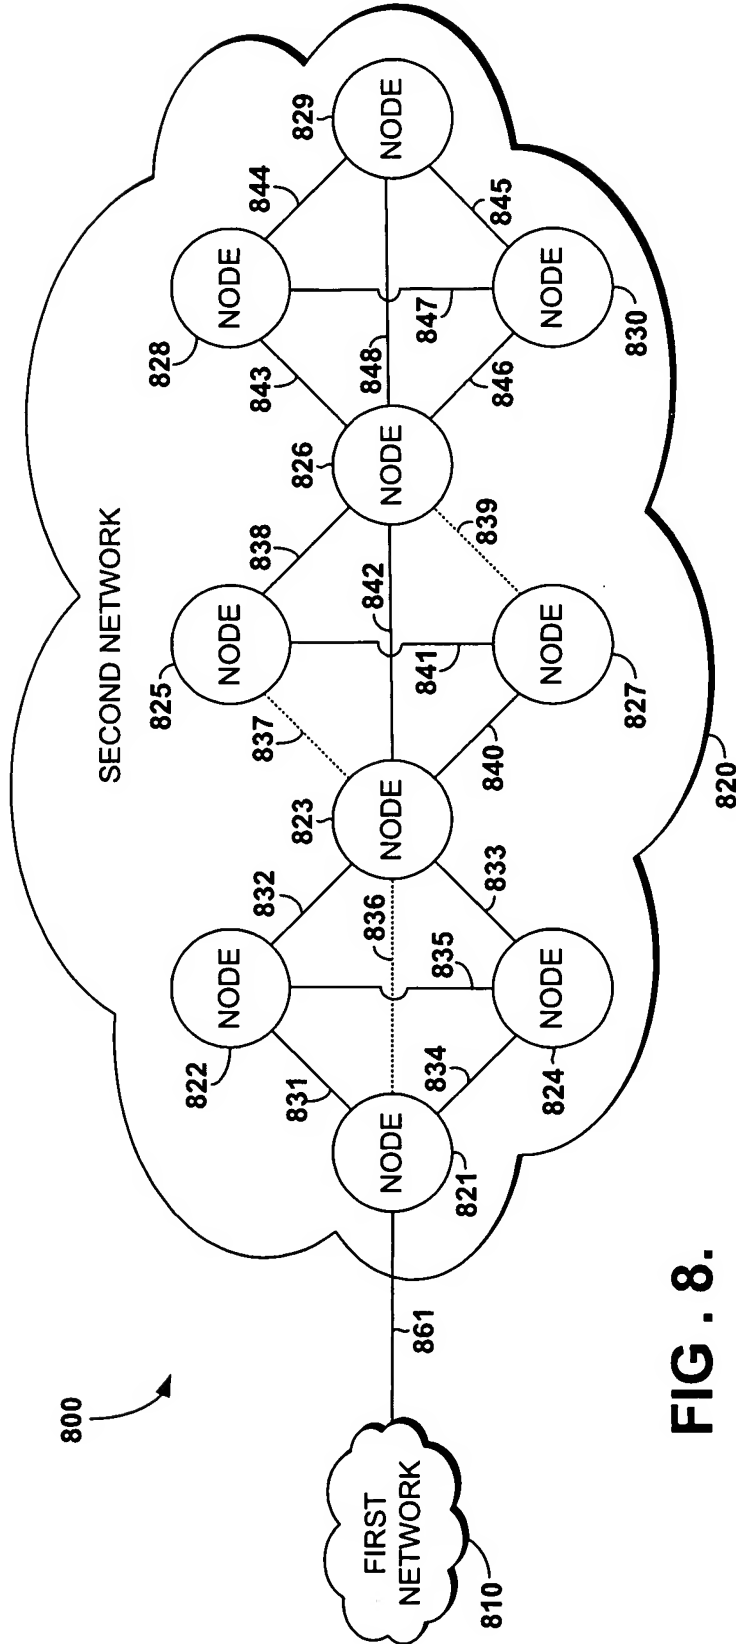 800
SECOND NETWORK
FIRST
NETWORK
810
861
NODE
821
831
NODE
822
834
NODE
824
835
836
832
833
NODE
823
837
NODE
825
840
NODE
827
841
842
838
839
NODE
826
843
NODE
828
846
NODE
830
847
848
844
845
NODE
829
820
FIG . 8.